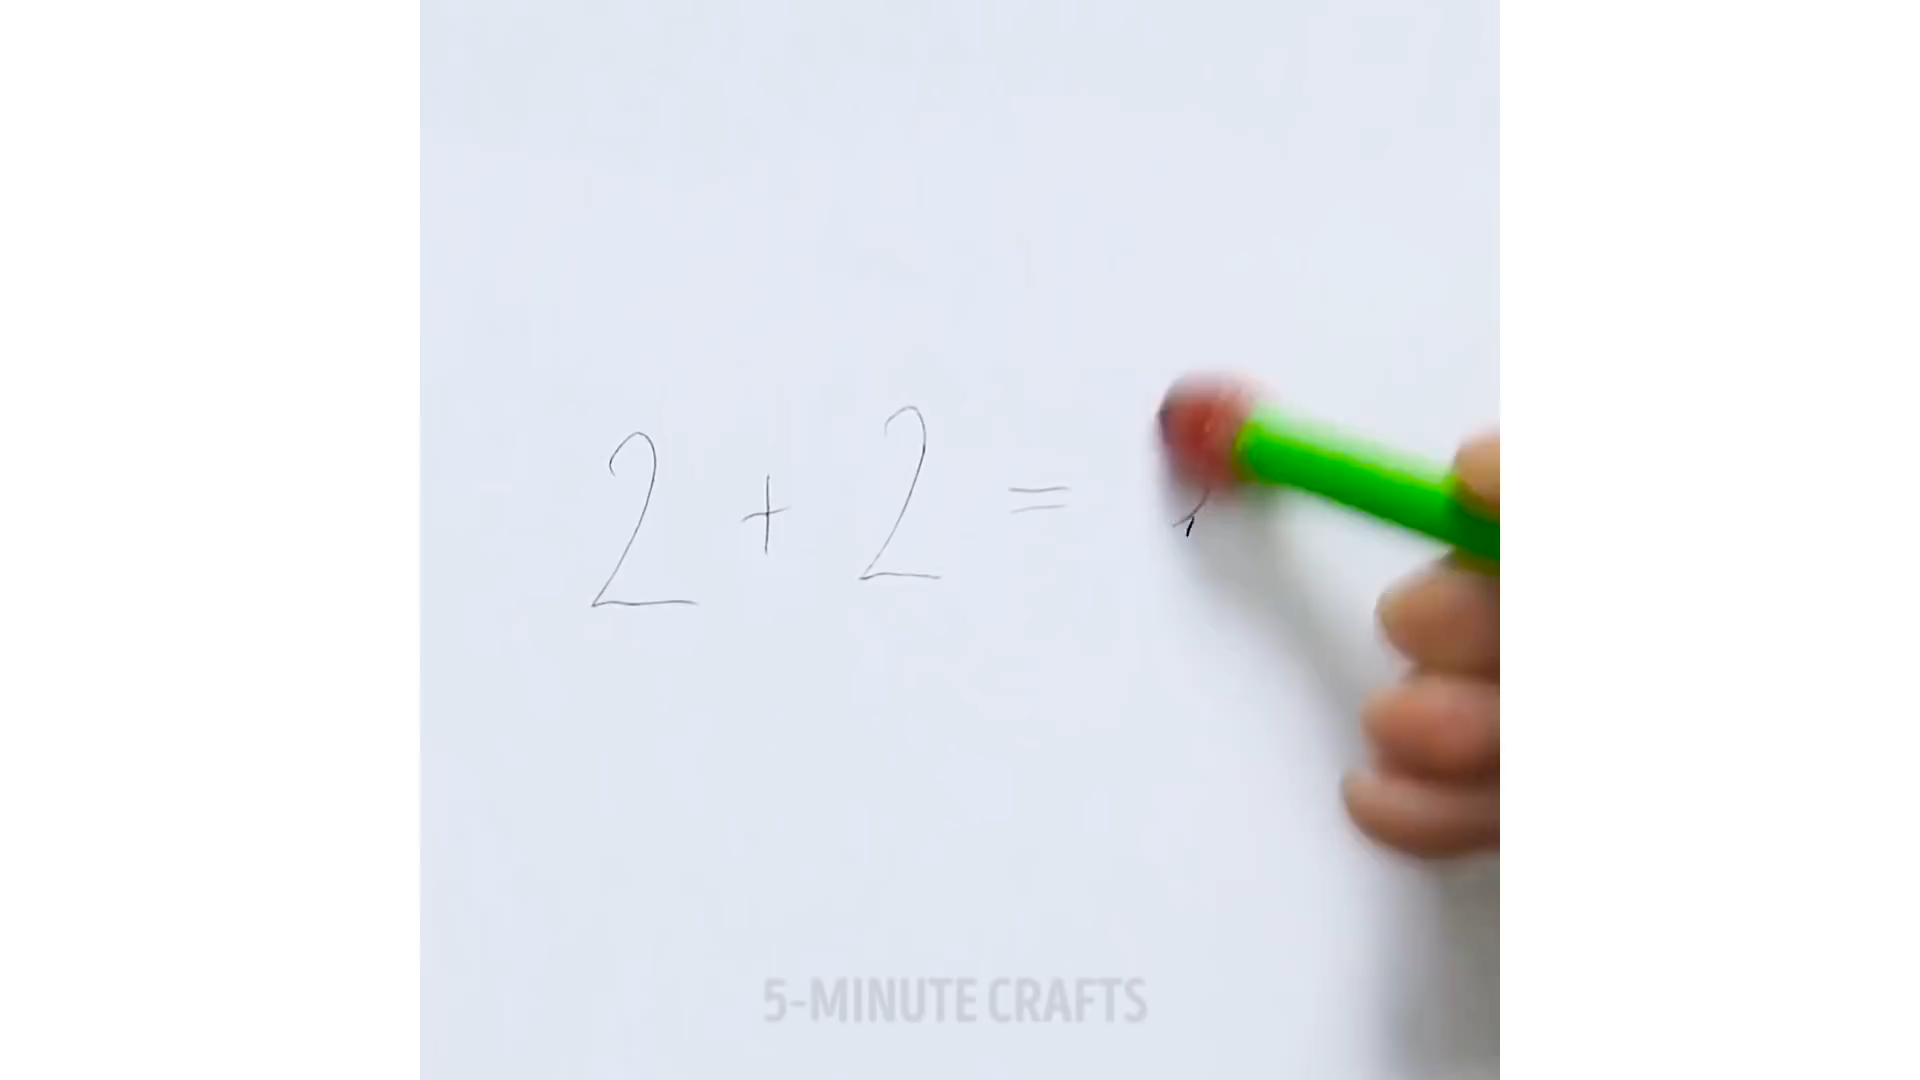 2 + 2 =
5-MINUTE CRAFTS